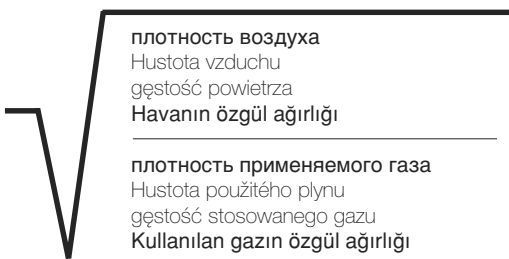 плотность воздуха
Hustota vzduchu
gęstość powietrza
Havanın özgül ağırlığı
плотность применяемого газа
Hustota použitého plynu
gęstość stosowanego gazu
Kullanılan gazın özgül ağırlığı